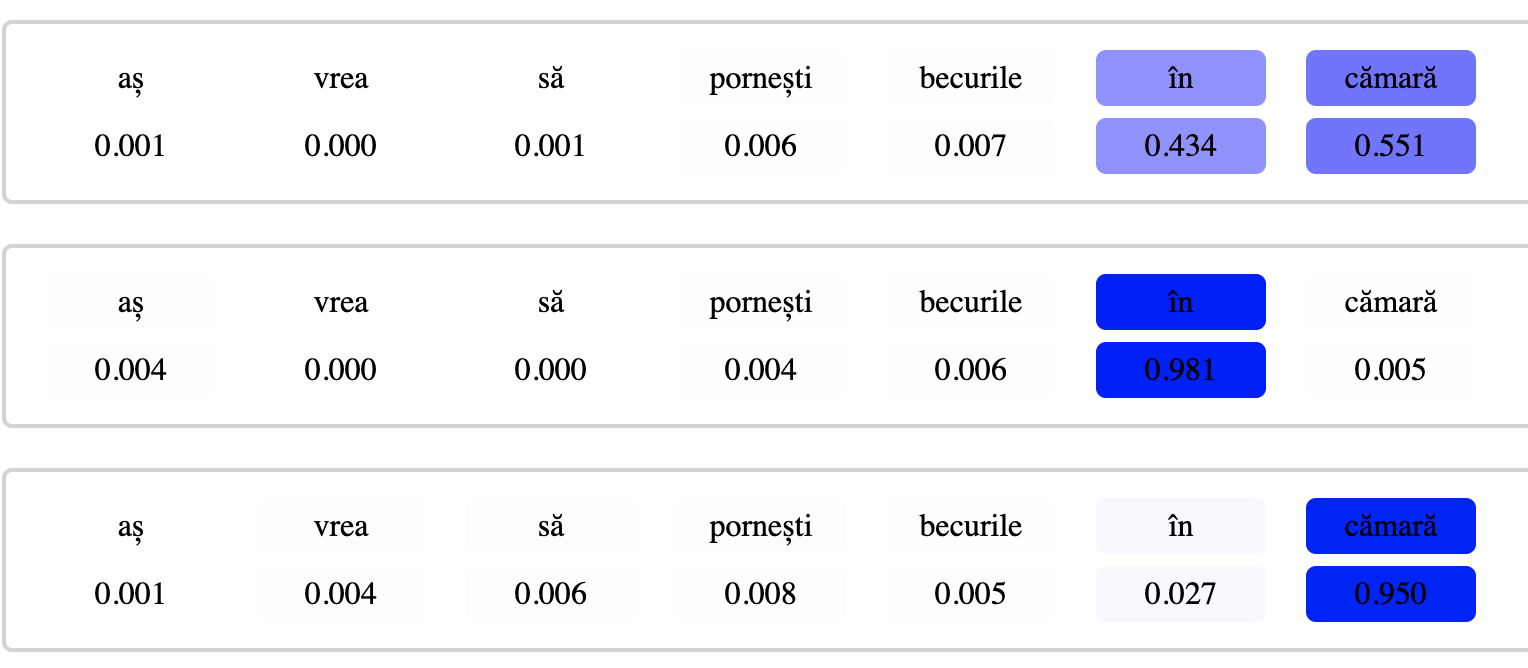 aș vrea să pornești becurile în cămară
0.001 0.000 0.001 0.006 0.007 0.434 0.551
aș vrea să pornești becurile în cămară
0.004 0.000 0.000 0.004 0.006 0.981 0.005
aș vrea să pornești becurile în cămară
0.001 0.004 0.006 0.008 0.005 0.027 0.950